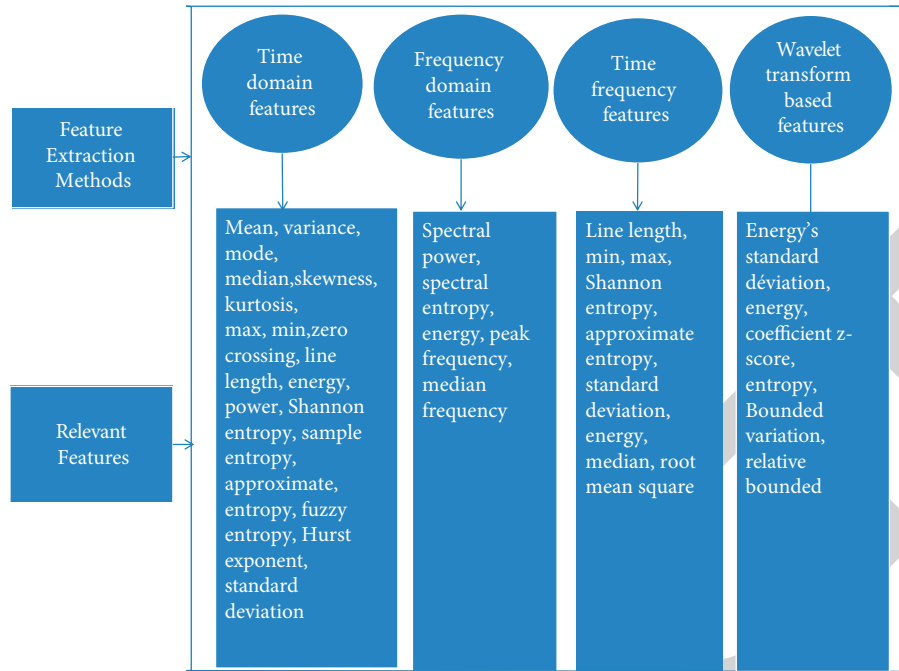 Time
domain
features
Frequency
domain
features
Time
frequency
features
Wavelet
transform
based
features
Feature
Extraction
Methods
Mean, variance,
mode,
median,skewness,
kurtosis,
max, min,zero
crossing, line
length, energy,
power, Shannon
entropy, sample
entropy,
approximate,
entropy, fuzzy
entropy, Hurst
exponent,
standard
deviation
Spectral
power,
spectral
entropy,
energy, peak
frequency,
median
frequency
Line length,
min, max,
Shannon
entropy,
approximate
entropy,
standard
deviation,
energy,
median, root
mean square
Energy’s
standard
déviation,
energy,
coefficient z-
score,
entropy,
Bounded
variation,
relative
bounded
Relevant
Features